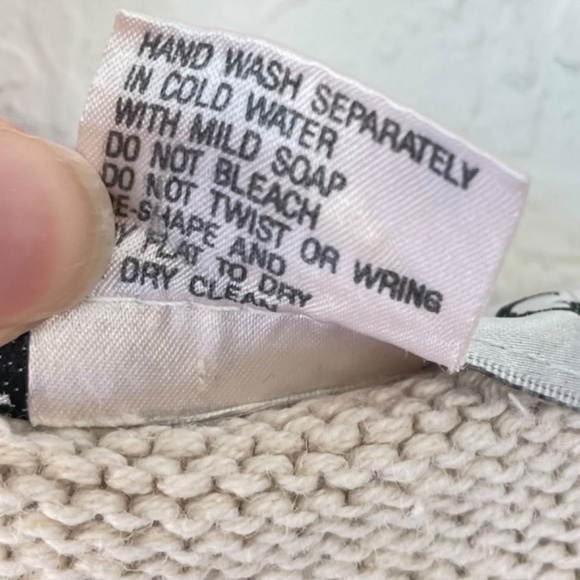 HAND WASH SEPARATELY
IN COLD WATER
WITH MILD SOAP
DO NOT BLEACH
DO NOT TWIST OR WRING
E-SHAPE AND
Y FLAT TO DRY
DRY CLEAN